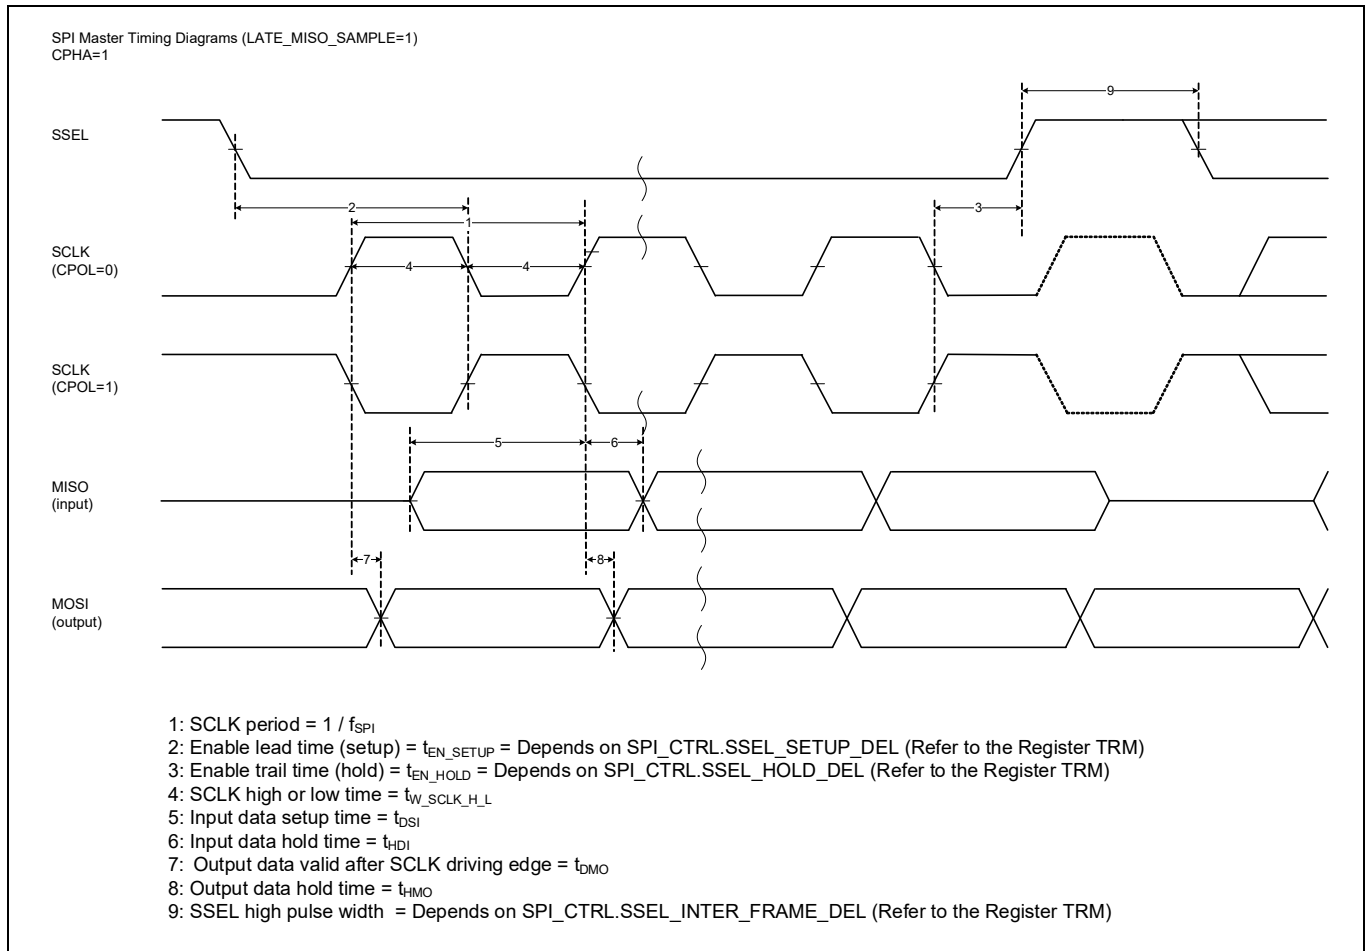 SPI Master Timing Diagrams (LATE_MISO_SAMPLE=1)
CPHA=1
9
SSEL
2
3
1
SCLK
(CPOL=0)
4
4
SCLK
(CPOL=1)
5
6
MISO
(input)
7
8
MOSI
(output)
1: SCLK period = 1 / fSPI
2: Enable lead time (setup) = tEN_SETUP = Depends on SPI_CTRL.SSEL_SETUP_DEL (Refer to the Register TRM)
3: Enable trail time (hold) = tEN_HOLD = Depends on SPI_CTRL.SSEL_HOLD_DEL (Refer to the Register TRM)
4: SCLK high or low time = tW_SCLK_H_L
5: Input data setup time = tDSI
6: Input data hold time = tHDI
7: Output data valid after SCLK driving edge = tDMO
8: Output data hold time = tHMO
9: SSEL high pulse width = Depends on SPI_CTRL.SSEL_INTER_FRAME_DEL (Refer to the Register TRM)